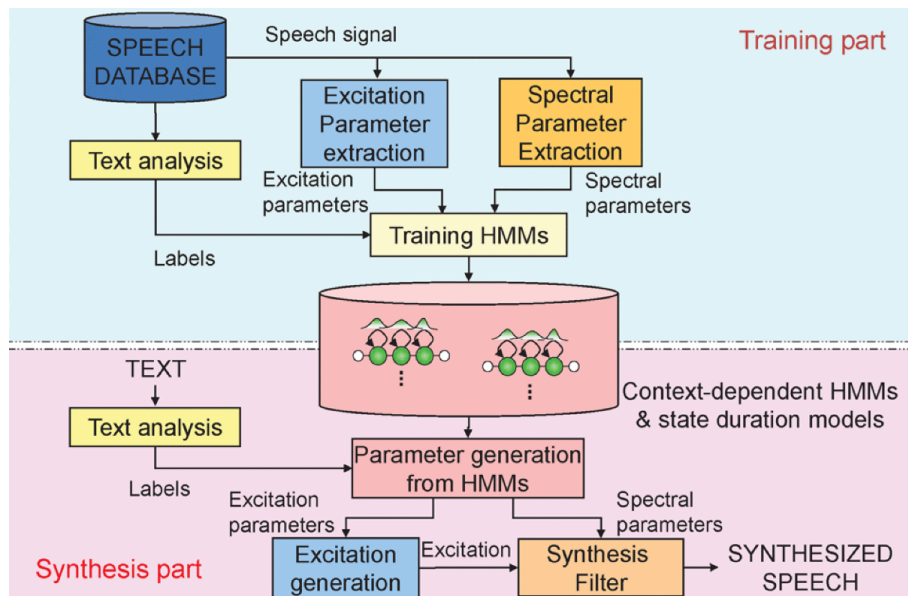 Speech signal
Training part
SPEECH
DATABASE
Excitation
Parameter
extraction
Spectral
Parameter
Extraction
Text analysis
Excitation
parameters
Spectral
parameters
Training HMMs
Labels
TEXT
Context-dependent HMMs
& state duration models
Text analysis
Parameter generation
from HMMs
Labels
Excitation
parameters
Spectral
parameters
Synthesis part
Excitation
generation
Excitation
Synthesis
Filter
SYNTHESIZED
SPEECH